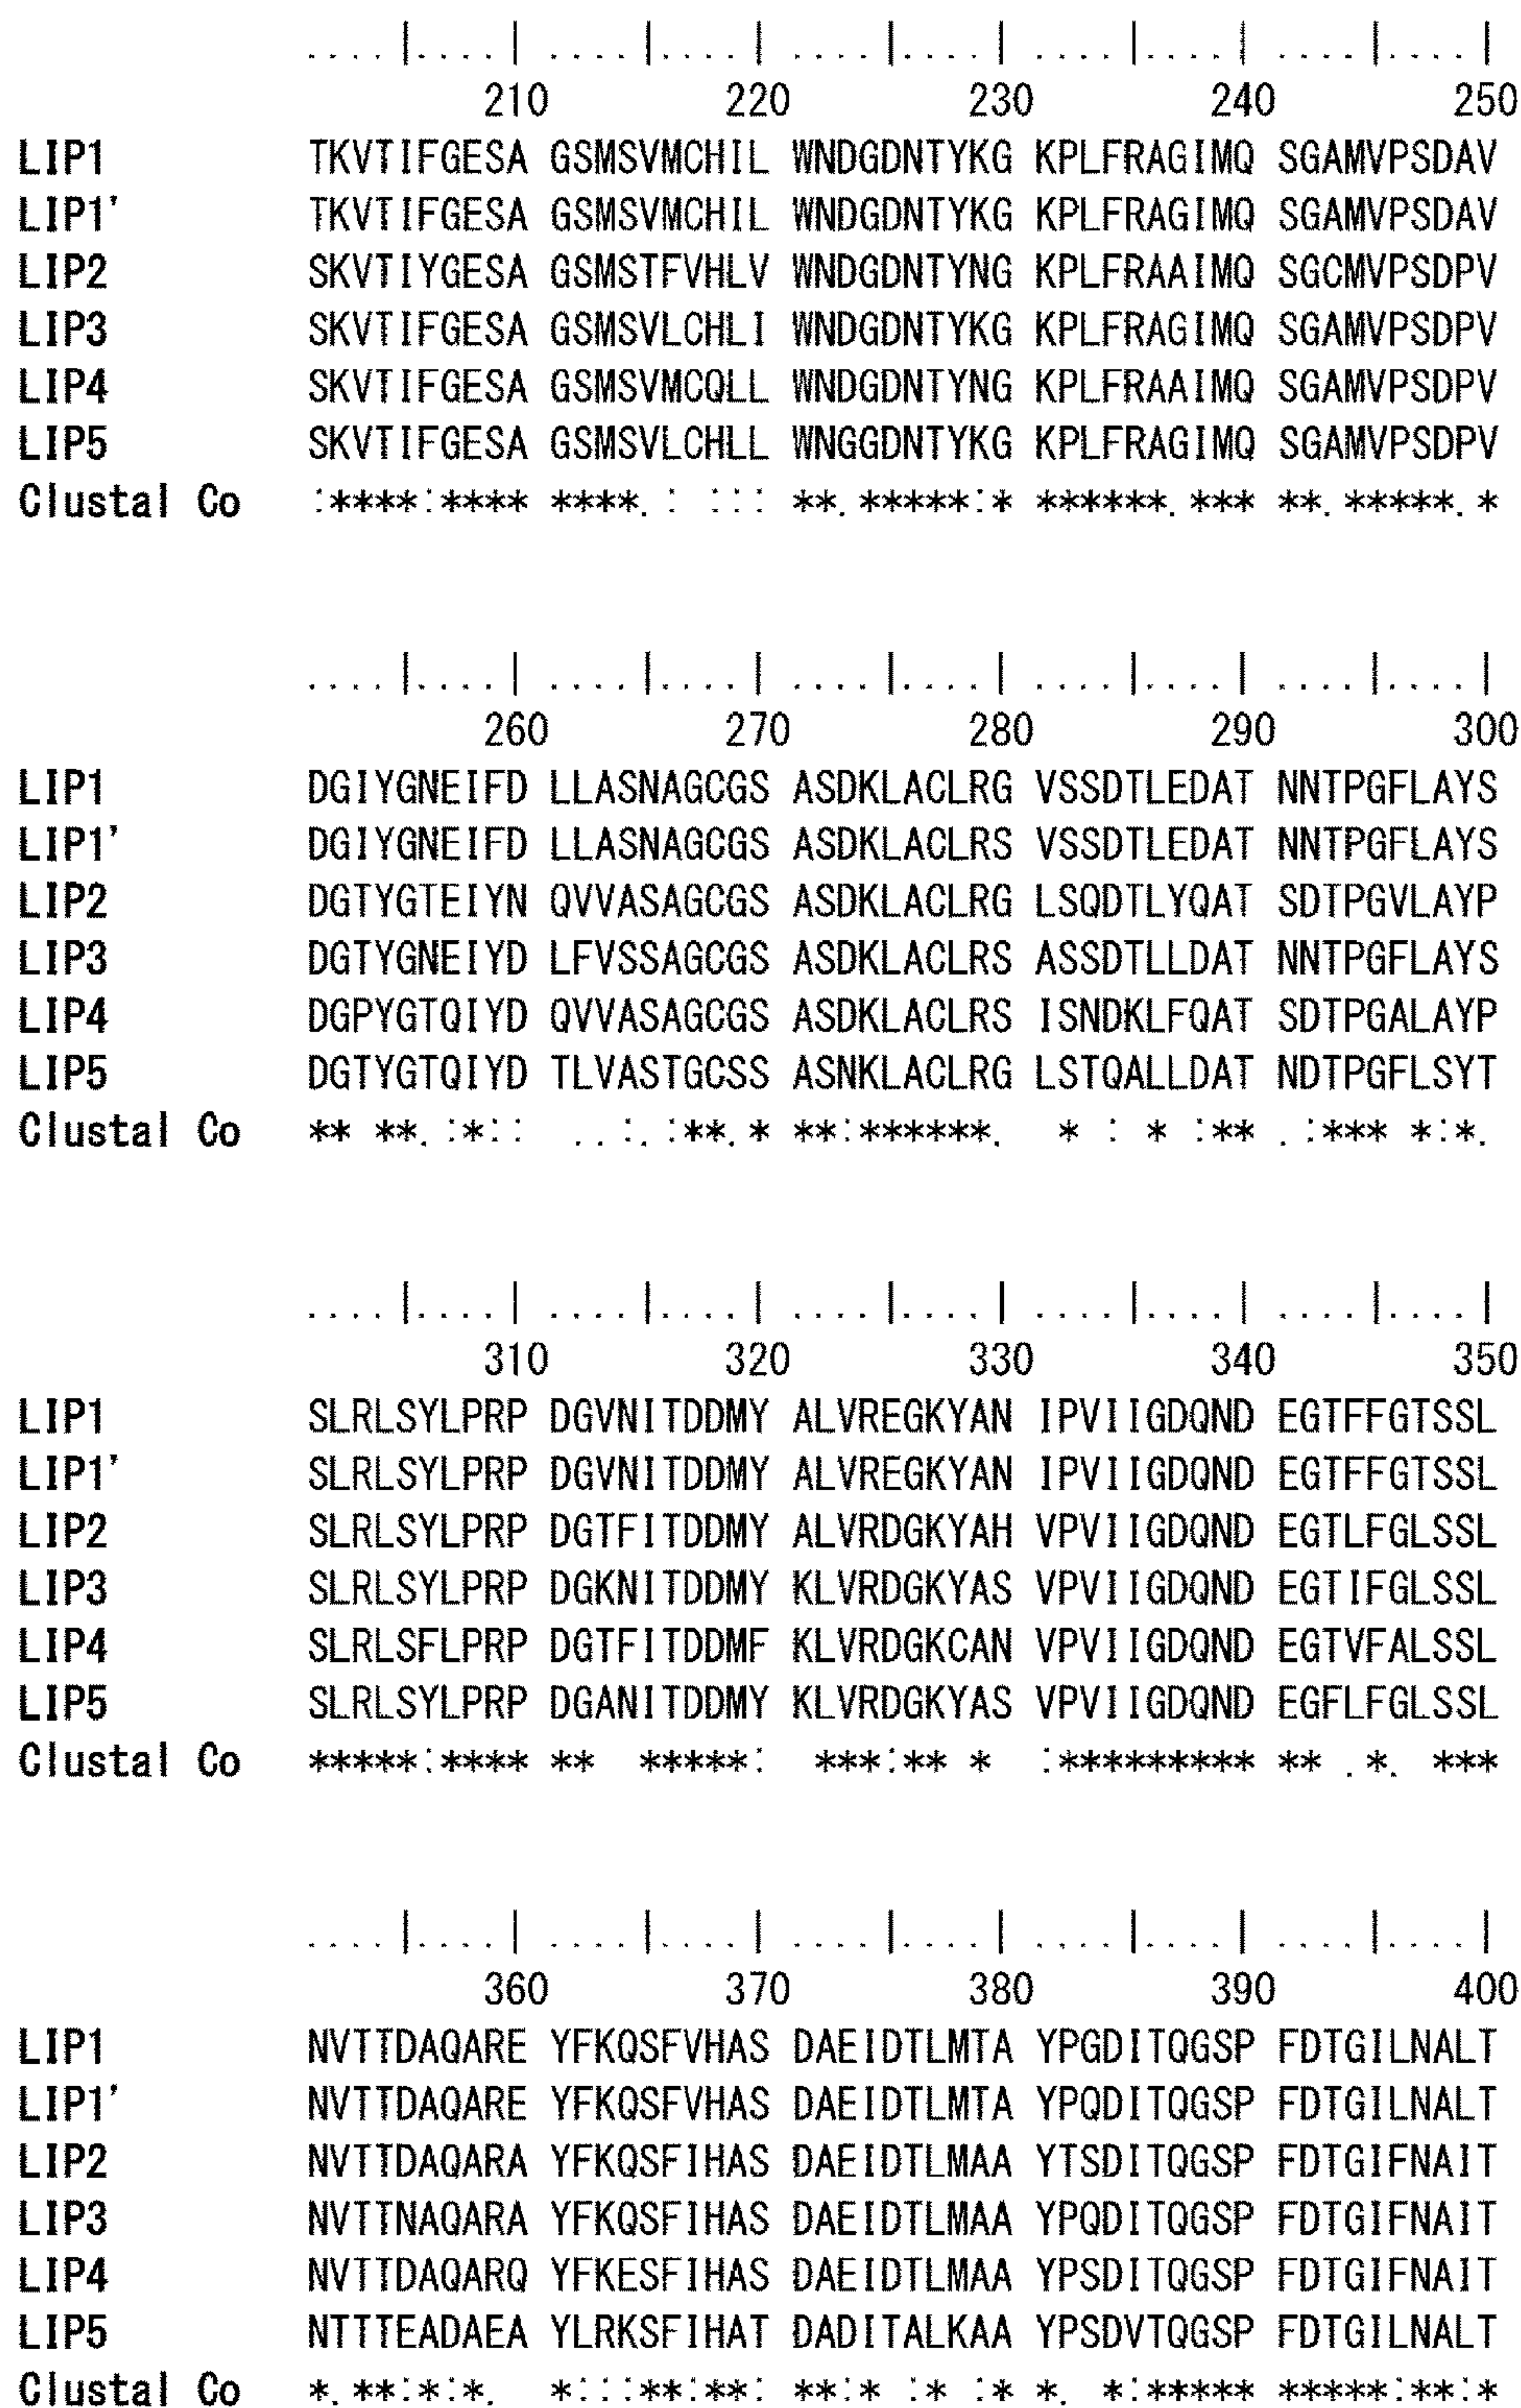 ....|....| ....|....| ....|....| ....|....| ....|....|
210 220 230 240 250
LIP1 TKVTIFGESA GSMSVMCHIL WNDGDNTYKG KPLFRAGIMQ SGAMVPSDAV
LIP1' TKVTIFGESA GSMSVMCHIL WNDGDNTYKG KPLFRAGIMQ SGAMVPSDAV
LIP2 SKVTIYGESA GSMSTFVHLV WNDGDNTYNG KPLFRAAIMQ SGCMVPSDPV
LIP3 SKVTIFGESA GSMSVLCHLI WNDGDNTYKG KPLFRAGIMQ SGAMVPSDPV
LIP4 SKVTIFGESA GSMSVMCQLL WNDGDNTYNG KPLFRAAIMQ SGAMVPSDPV
LIP5 SKVTIFGESA GSMSVLCHLL WNGGDNTYKG KPLFRAGIMQ SGAMVPSDPV
Clustal Co :****:**** ****.: ::: **.*****:* ******.*** **.*****.*
....|....| ....|....| ....|....| ....|....| ....|....|
260 270 280 290 300
LIP1 DGIYGNEIFD LLASNAGCGS ASDKLACLRG VSSDTLEDAT NNTPGFLAYS
LIP1' DGIYGNEIFD LLASNAGCGS ASDKLACLRS VSSDTLEDAT NNTPGFLAYS
LIP2 DGTYGTEIYN QVVASAGCGS ASDKLACLRG LSQDTLYQAT SDTPGVLAYP
LIP3 DGTYGNEIYD LFVSSAGCGS ASDKLACLRS ASSDTLLDAT NNTPGFLAYS
LIP4 DGPYGTQIYD QVVASAGCGS ASDKLACLRS ISNDKLFQAT SDTPGALAYP
LIP5 DGTYGTQIYD TLVASTGCSS ASNKLACLRG LSTQALLDAT NDTPGFLSYT
Clustal Co ** **.:*:: ..:.:**.* **:******.  * : * :** .:*** *:*.
....|....| ....|....| ....|....| ....|....| ....|....|
310 320 330 340 350
LIP1 SLRLSYLPRP DGVNITDDMY ALVREGKYAN IPVIIGDQND EGTFFGTSSL
LIP1' SLRLSYLPRP DGVNITDDMY ALVREGKYAN IPVIIGDQND EGTFFGTSSL
LIP2 SLRLSYLPRP DGTFITDDMY ALVRDGKYAH VPVIIGDQND EGTLFGLSSL
LIP3 SLRLSYLPRP DGKNITDDMY KLVRDGKYAS VPVIIGDQND EGTIFGLSSL
LIP4 SLRLSFLPRP DGTFITDDMF KLVRDGKCAN VPVIIGDQND EGTVFALSSL
LIP5 SLRLSYLPRP DGANITDDMY KLVRDGKYAS VPVIIGDQND EGFLFGLSSL
Clustal Co *****:**** **  *****:  ***:** *  :********* ** .*. ***
....|....| ....|....| ....|....| ....|....| ....|....|
360 370 380 390 400
LIP1 NVTTDAQARE YFKQSFVHAS DAEIDTLMTA YPGDITQGSP FDTGILNALT
LIP1' NVTTDAQARE YFKQSFVHAS DAEIDTLMTA YPQDITQGSP FDTGILNALT
LIP2 NVTTDAQARA YFKQSFIHAS DAEIDTLMAA YTSDITQGSP FDTGIFNAIT
LIP3 NVTTNAQARA YFKQSFIHAS DAEIDTLMAA YPQDITQGSP FDTGIFNAIT
LIP4 NVTTDAQARQ YFKESFIHAS DAEIDTLMAA YPSDITQGSP FDTGIFNAIT
LIP5 NTTTEADAEA YLRKSFIHAT DADITALKAA YPSDVTQGSP FDTGILNALT
Clustal Co *.**:*:*.  *:::**:**: **:* :* :* *. *:***** *****:**:*